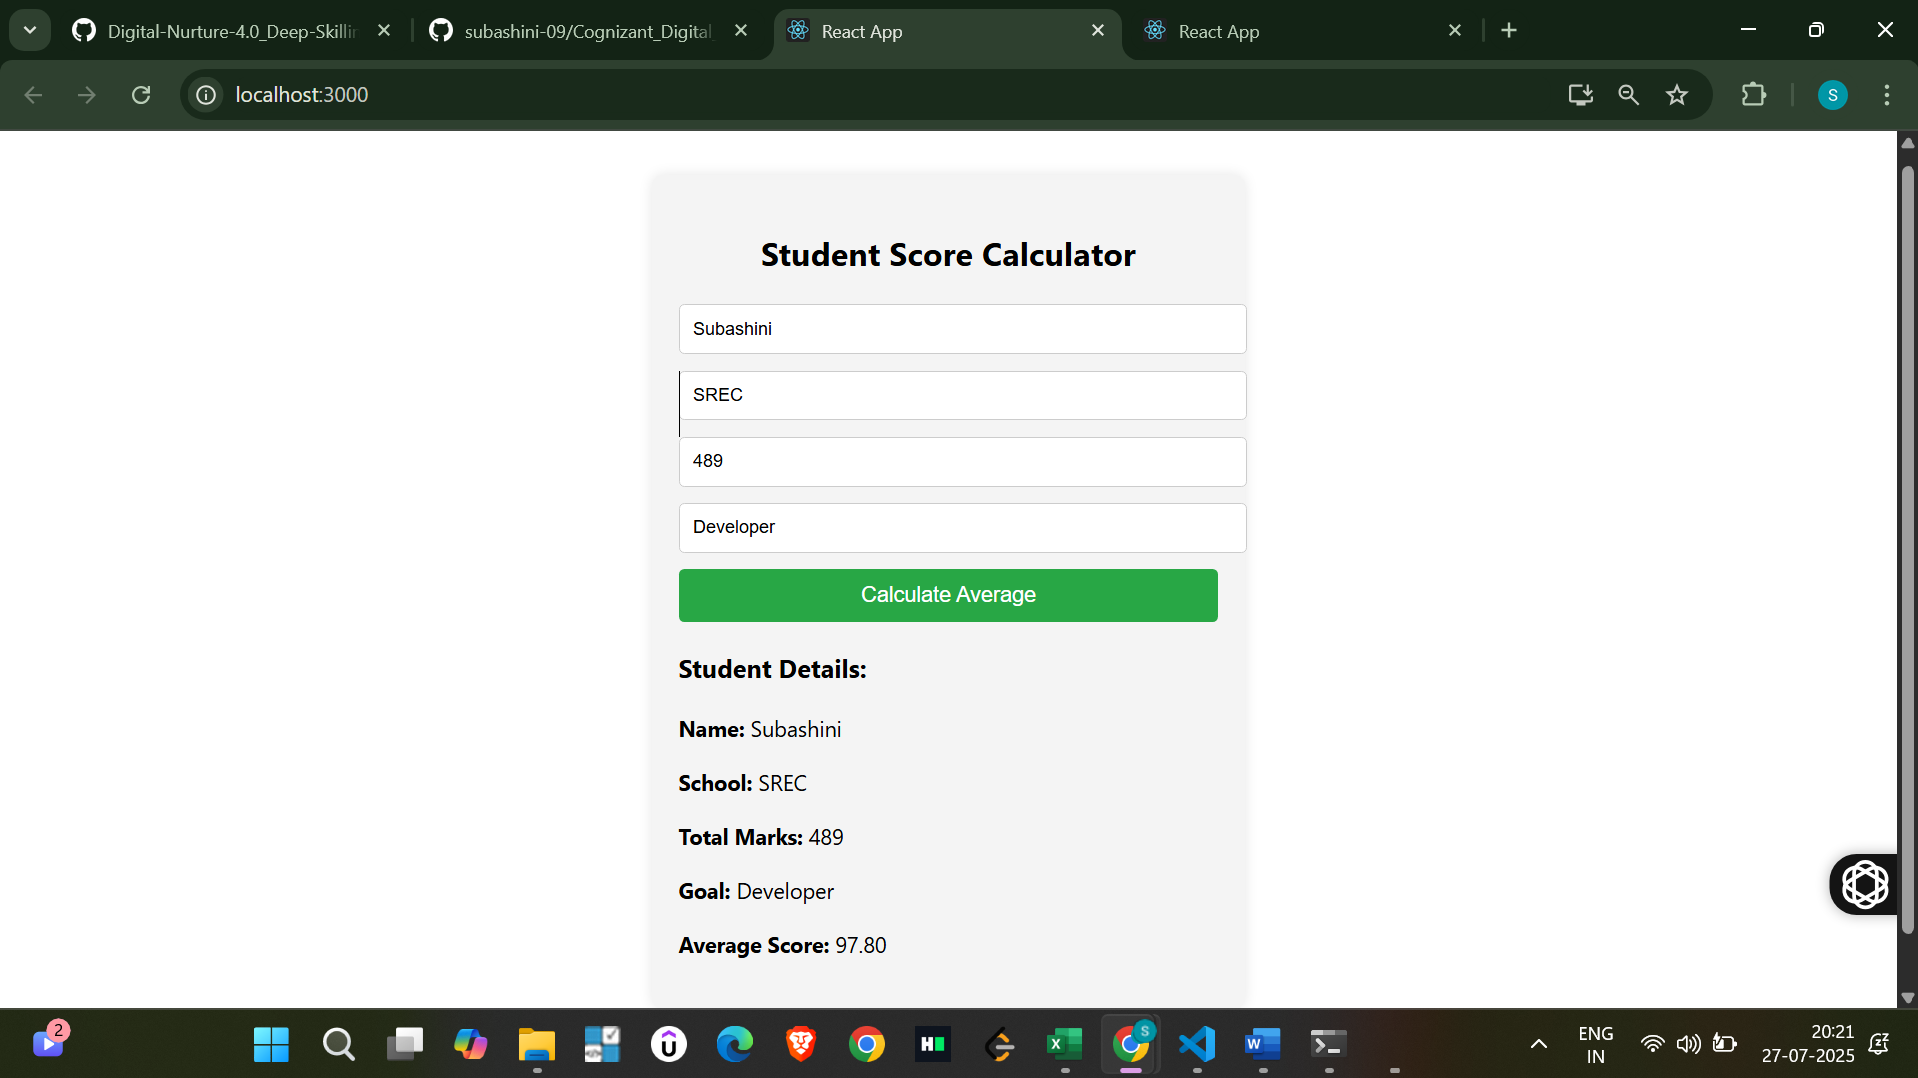 Digital-Nurture-4.0_Deep-Skillin
subashini-09/Cognizant_Digital_
React App
React App
localhost:3000
S
Student Score Calculator
Subashini
SREC
489
Developer
Calculate Average
Student Details:
Name: Subashini
School: SREC
Total Marks: 489
Goal: Developer
Average Score: 97.80
2
S
ENG
IN
20:21
27-07-2025